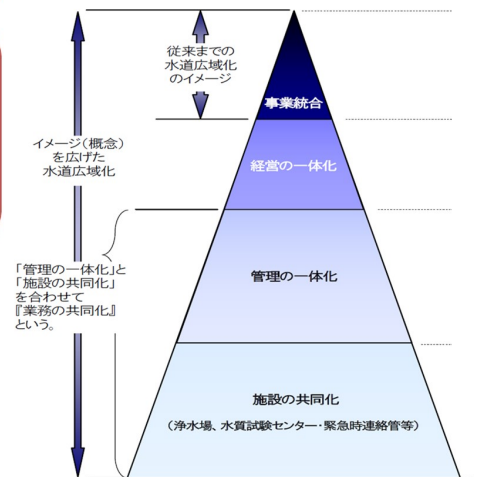 従来までの
水道広域化
のイメージ
事業統合
イメージ(概念)
を広げた
水道広域化
経営の一体化
「管理の一体化」と
「施設の共同化」
を合わせて
『業務の共同化』
という。
管理の一体化
施設の共同化
(浄水場、水質試験センター・緊急時連絡管等)